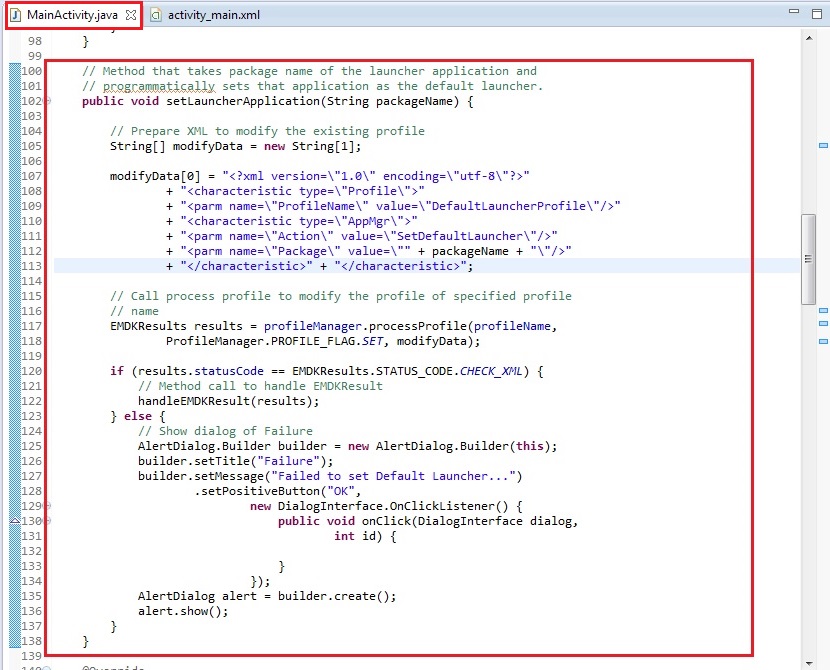 MainActivity.java activity_main.xml
98 }
99
100 // Method that takes package name of the launcher application and
101 // programmatically sets that application as the default launcher.
102 public void setLauncherApplication(String packageName) {
103
104 // Prepare XML to modify the existing profile
105 String[] modifyData = new String[1];
106
107 modifyData[0] = "<?xml version=\"1.0\" encoding=\"utf-8\"?>"
108 + "<characteristic type=\"Profile\">"
109 + "<parm name=\"ProfileName\" value=\"DefaultLauncherProfile\"/>"
110 + "<characteristic type=\"AppMgr\">"
111 + "<parm name=\"Action\" value=\"SetDefaultLauncher\"/>"
112 + "<parm name=\"Package\" value=\"" + packageName + "\"/>"
113 + "</characteristic>" + "</characteristic>";
114
115 // Call process profile to modify the profile of specified profile
116 // name
117 EMDKResults results = profileManager.processProfile(profileName,
118 ProfileManager.PROFILE_FLAG.SET, modifyData);
119
120 if (results.statusCode == EMDKResults.STATUS_CODE.CHECK_XML) {
121 // Method call to handle EMDKResult
122 handleEMDKResult(results);
123 } else {
124 // Show dialog of Failure
125 AlertDialog.Builder builder = new AlertDialog.Builder(this);
126 builder.setTitle("Failure");
127 builder.setMessage("Failed to set Default Launcher...")
128 .setPositiveButton("OK",
129 new DialogInterface.OnClickListener() {
130 public void onClick(DialogInterface dialog,
131 int id) {
132
133 }
134 });
135 AlertDialog alert = builder.create();
136 alert.show();
137 }
138 }
139